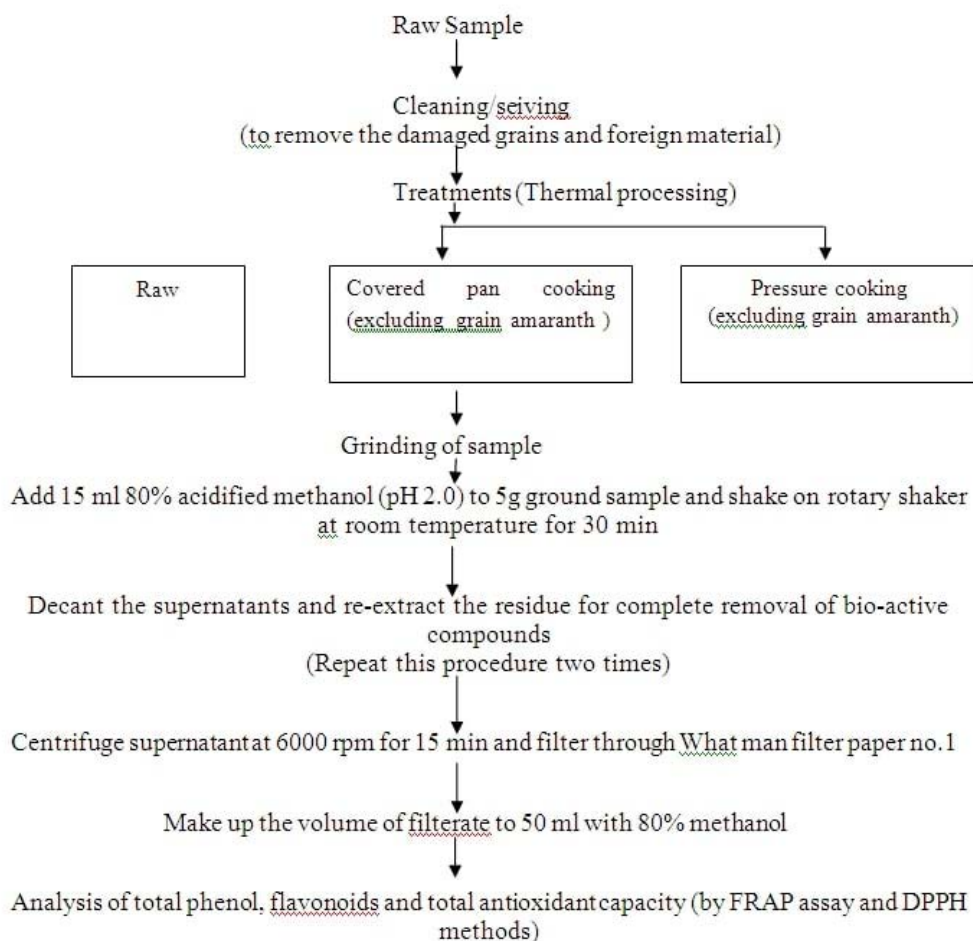 Raw Sample
Cleaning/seiving
(to remove the damaged grains and foreign material)
Treatments (Thermal processing)
Raw
Covered pan cooking
(excluding grain amaranth )
Pressure cooking
(excluding grain amaranth)
Grinding of sample
Add 15 ml 80% acidified methanol (pH 2.0) to 5g ground sample and shake on rotary shaker
at room temperature for 30 min
Decant the supernatants and re-extract the residue for complete removal of bio-active
compounds
(Repeat this procedure two times)
Centrifuge supernatant at 6000 rpm for 15 min and filter through What man filter paper no.1
Make up the volume of filterate to 50 ml with 80% methanol
Analysis of total phenol, flavonoids and total antioxidant capacity (by FRAP assay and DPPH
methods)